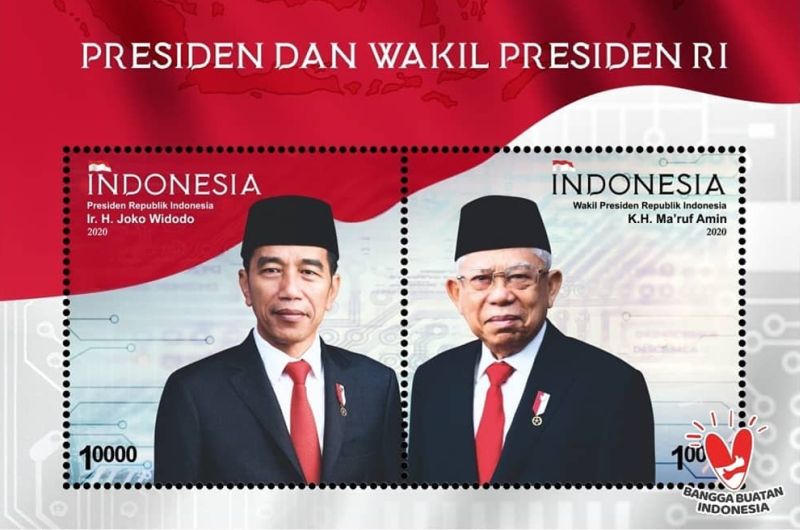 PRESIDEN DAN WAKIL PRESIDEN RI
INDONESIA
Presiden Republik Indonesia
Ir. H. Joko Widodo
2020
10000
INDONESIA
Wakil Presiden Republik Indonesia
K.H. Ma'ruf Amin
2020
BANGGA BUATAN
INDONESIA